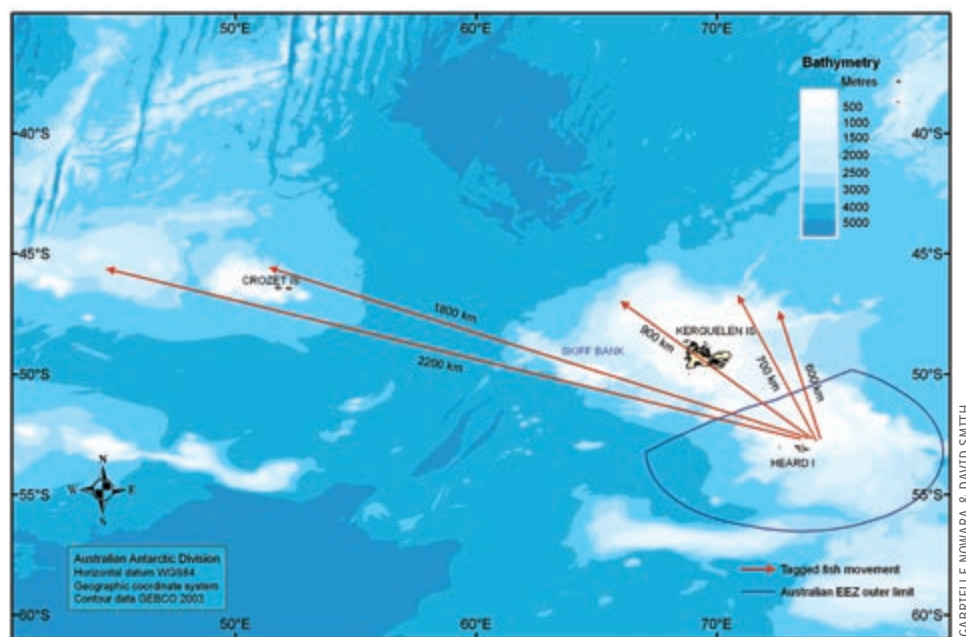 50°E 60°E 70°E
Bathymetry
Metres
500
1000
1500
2000
2500
3000
4000
5000
40°S 40°S
45°S 45°S
CROZET IS
1800 km
2200 km
SKIFF BANK
900 km
KERGUELEN IS
700 km
600 km
50°S 50°S
HEARD I
55°S 55°S
N
W E
S
Australian Antarctic Division
Horizontal datum WGS84
Geographic coordinate system
Contour data GEBCO 2003
Tagged fish movement
Australian EEZ outer limit
60°S 60°S
50°E 60°E 70°E
GABRIELLE NOWARA & DAVID SMITH